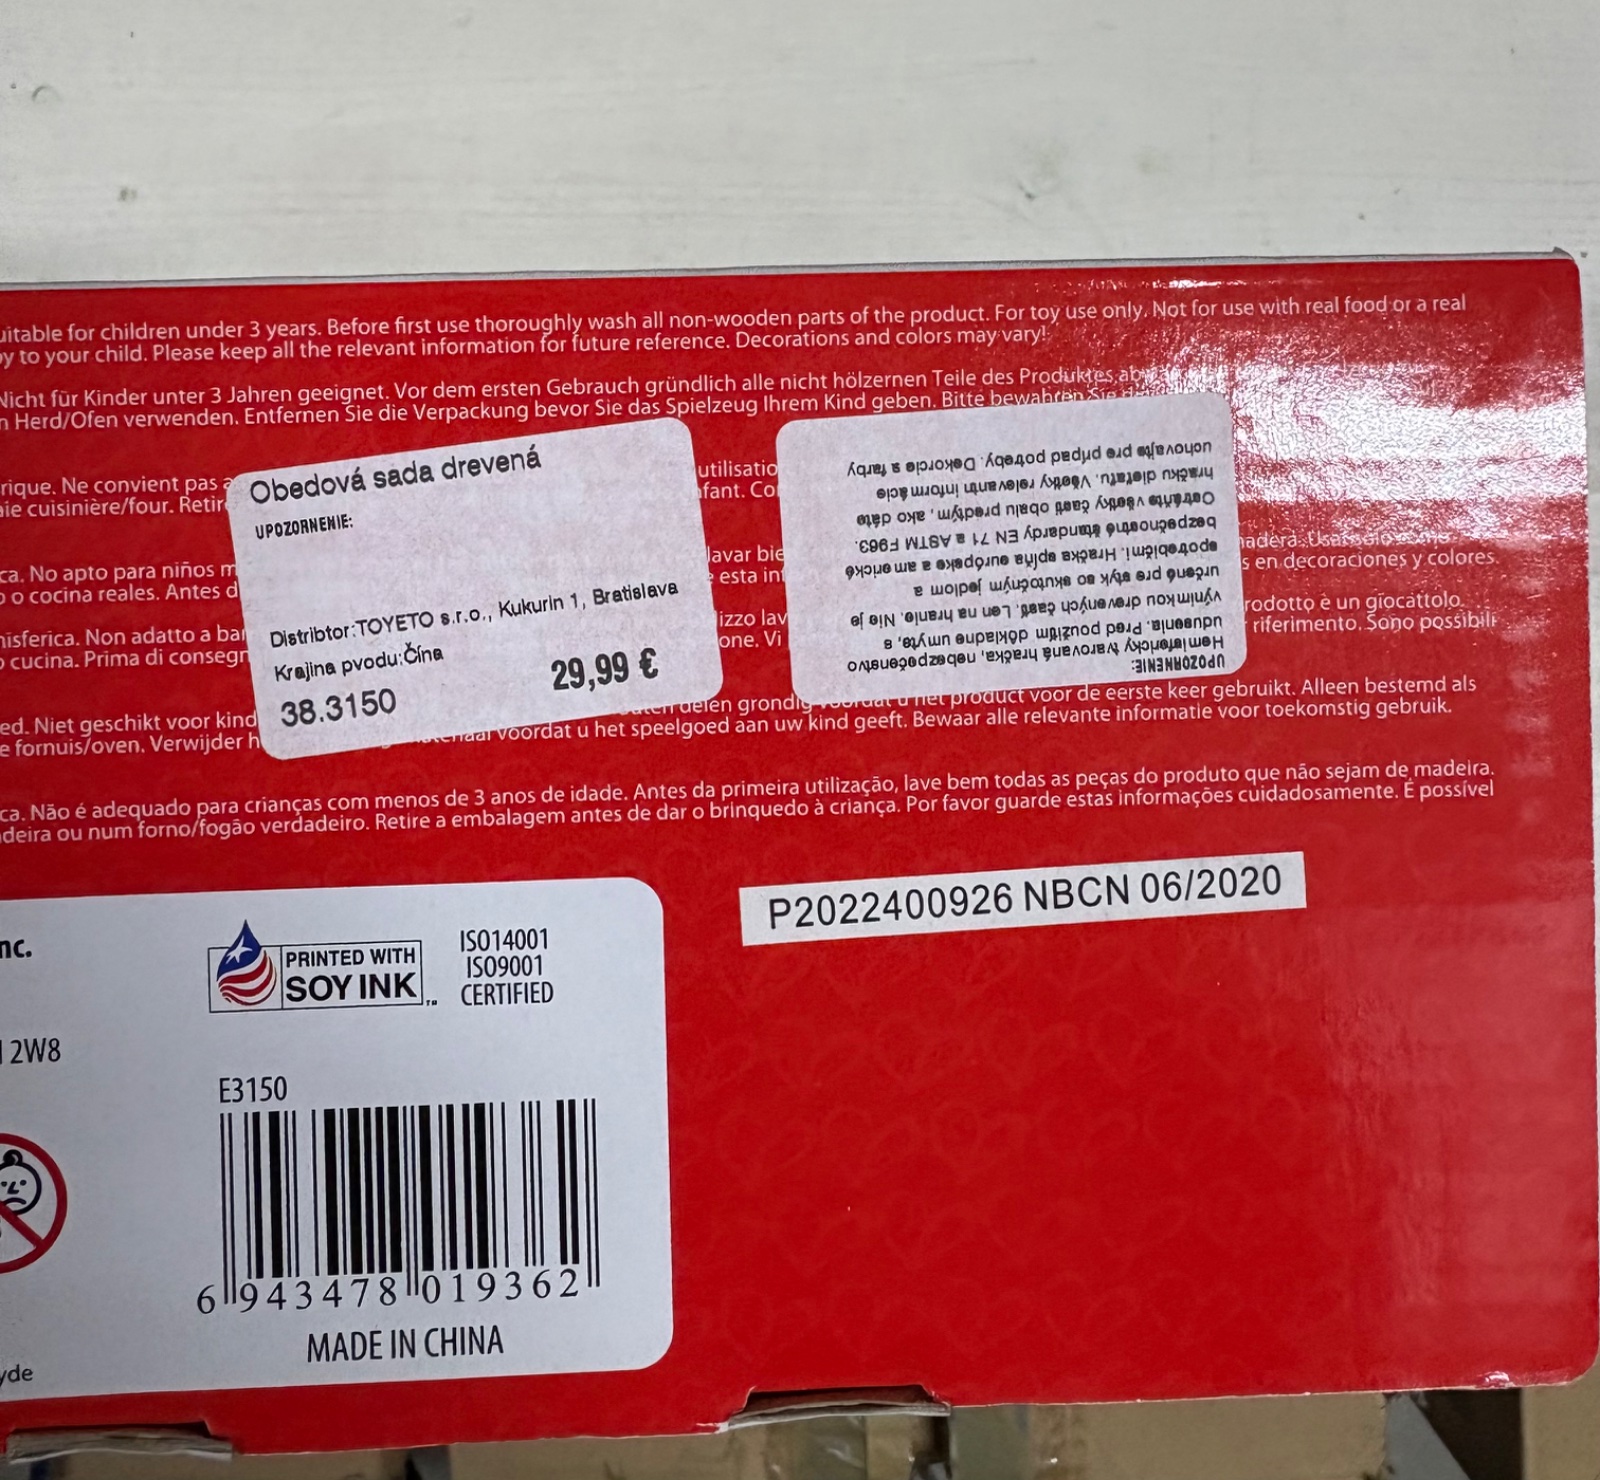 uitable for children under 3 years. Before first use thoroughly wash all non-wooden parts of the product. For toy use only. Not for use with real food or a real
y to your child. Please keep all the relevant information for future reference. Decorations and colors may vary!
Nicht für Kinder unter 3 Jahren geeignet. Vor dem ersten Gebrauch gründlich alle nicht hölzernen Teile des Produktes
n Herd/Ofen verwenden. Entfernen Sie die Verpackung bevor Sie das Spielzeug Ihrem Kind geben. Bitte bewahren Sie
rique. Ne convient pas
utilisatio
ie cuisinière/four. Retir
fant. Co
ca. No apto para niños m
lavar bie
madera. Usar sólo como
o cocina reales. Antes d
esta inf
s en decoraciones y colores.
isferica. Non adatto a ba
izzo lav
rodotto è un giocattolo.
cucina. Prima di consegn
one. Vi
riferimento. Sono possibili
ed. Niet geschikt voor kind
delen grondig voordat u het product voor de eerste keer gebruikt. Alleen bestemd als
e fornuis/oven. Verwijder h
voordat u het speelgoed aan uw kind geeft. Bewaar alle relevante informatie voor toekomstig gebruik.
ca. Não é adequado para crianças com menos de 3 anos de idade. Antes da primeira utilização, lave bem todas as peças do produto que não sejam de madeira.
deira ou num forno/fogão verdadeiro. Retire a embalagem antes de dar o brinquedo à criança. Por favor guarde estas informações cuidadosamente. É possível
Obedová sada drevená
UPOZORNENIE:
Distribtor:TOYETO s.r.o., Kukurin 1, Bratislava
Krajina pvodu:Čína
38.3150
29,99 €
UPOZORNENIE:
Hemisféricky tvarovaná hračka, nebezpečenstvo
udusenia. Pred použitím dôkladne umyte, s
výnimkou drevených častí. Len na hranie. Nie je
určené pre styk so skutočným jedlom a
spotrebičmi. Hračka spĺňa európske a americké
bezpečnostné štandardy EN 71 a ASTM F963.
Ostráňte všetky časti obalu predtým, ako dáte
hračku dieťaťu. Všetky relevantn informácie
uchovajte pre prípad potreby. Dekorcie a farby
P2022400926 NBCN 06/2020
nc.
PRINTED WITH
SOY INK ™
ISO14001
ISO9001
CERTIFIED
2W8
E3150
6 943478 019362
MADE IN CHINA
yde